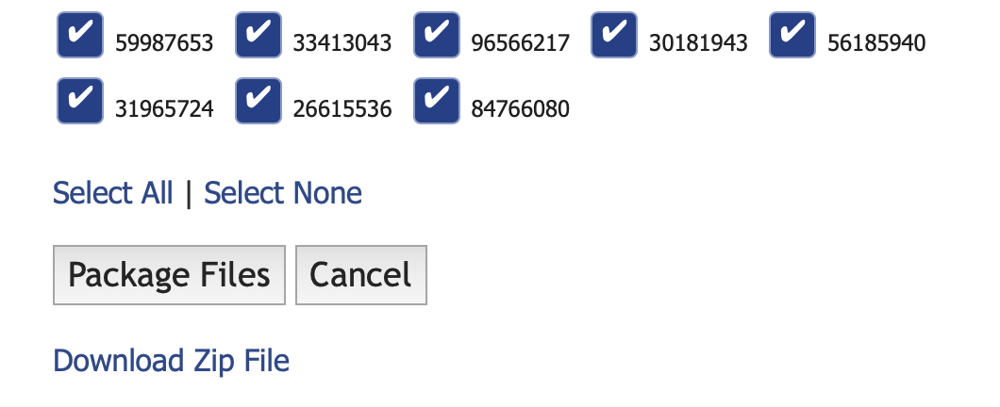 59987653 33413043 96566217 30181943 56185940
31965724 26615536 84766080
Select All | Select None
Package Files Cancel
Download Zip File